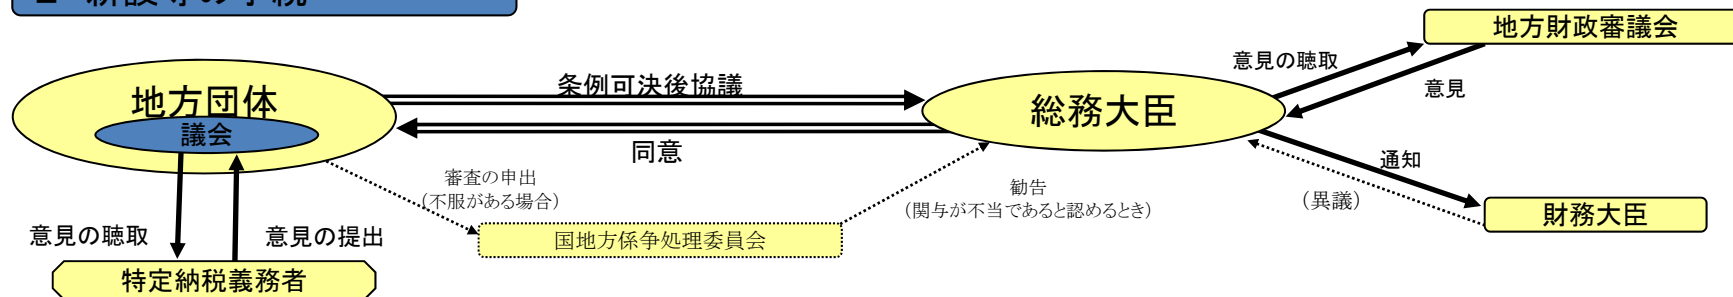 地方財政審議会
意見の聴取
意見
条例可決後協議
地方団体
議会
総務大臣
同意
通知
審査の申出
(不服がある場合)
勧告
(関与が不当であると認めるとき)
(異議)
財務大臣
国地方係争処理委員会
意見の聴取
意見の提出
特定納税義務者